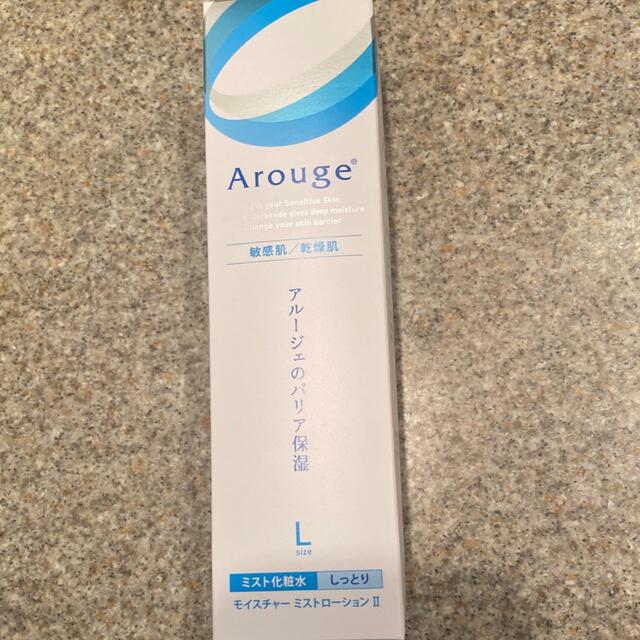 Arouge®
your Sensitive Skin
Ceramide gives deep moisture
Change your skin barrier
敏感肌／乾燥肌
アルージェのバリア保湿
L
size
ミスト化粧水 しっとり
モイスチャー ミストローション Ⅱ